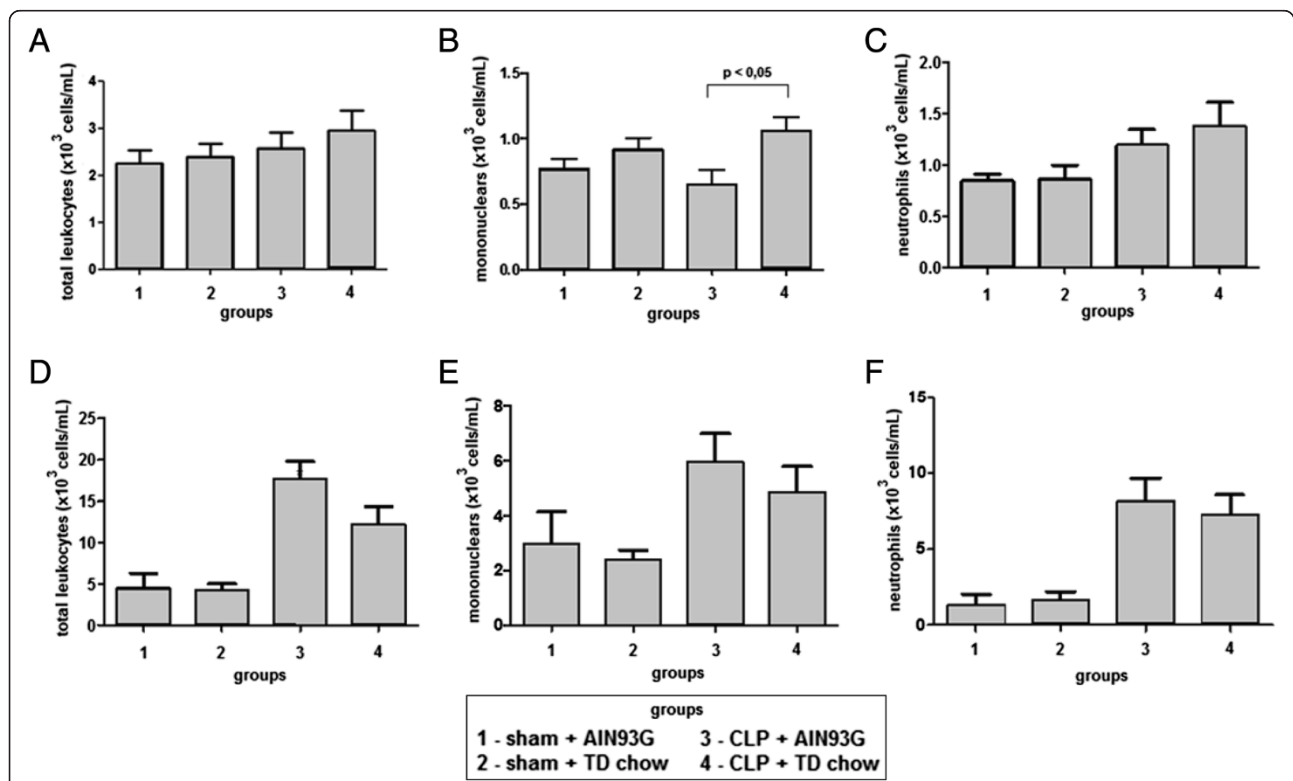 A
total leukocytes (x10³ cells/mL)
4
3
2
1
0
1 2 3 4
groups
B
mononuclears (x10³ cells/mL)
1.5
1.0
0.5
0.0
p < 0,05
1 2 3 4
groups
C
neutrophils (x10³ cells/mL)
2.0
1.5
1.0
0.5
0.0
1 2 3 4
groups
D
total leukocytes (x10³ cells/mL)
25
20
15
10
5
0
1 2 3 4
groups
E
mononuclears (x10³ cells/mL)
8
6
4
2
0
1 2 3 4
groups
F
neutrophils (x10³ cells/mL)
15
10
5
0
1 2 3 4
groups
groups
1 - sham + AIN93G 3 - CLP + AIN93G
2 - sham + TD chow 4 - CLP + TD chow